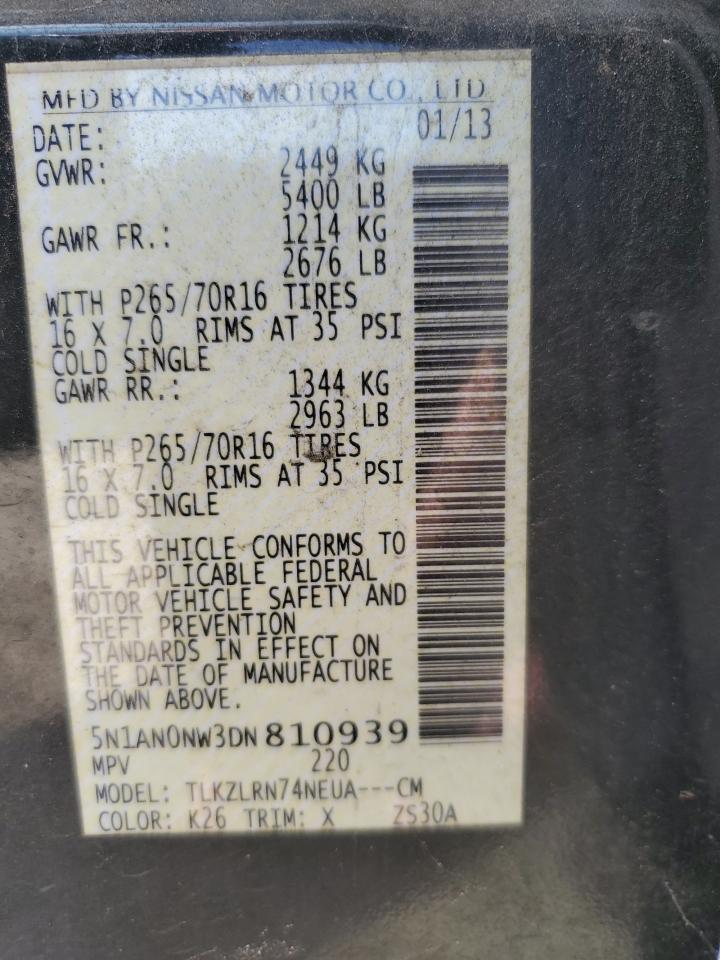 MFD BY NISSAN MOTOR CO., LTD
DATE: 01/13
GVWR: 2449 KG
5400 LB
GAWR FR.: 1214 KG
2676 LB
WITH P265/70R16 TIRES
16 X 7.0 RIMS AT 35 PSI
COLD SINGLE
GAWR RR.: 1344 KG
2963 LB
WITH P265/70R16 TIRES
16 X 7.0 RIMS AT 35 PSI
COLD SINGLE
THIS VEHICLE CONFORMS TO
ALL APPLICABLE FEDERAL
MOTOR VEHICLE SAFETY AND
THEFT PREVENTION
STANDARDS IN EFFECT ON
THE DATE OF MANUFACTURE
SHOWN ABOVE.
5N1AN0NW3DN 810939
MPV 220
MODEL: TLKZLRN74NEUA---CM
COLOR: K26 TRIM: X ZS30A